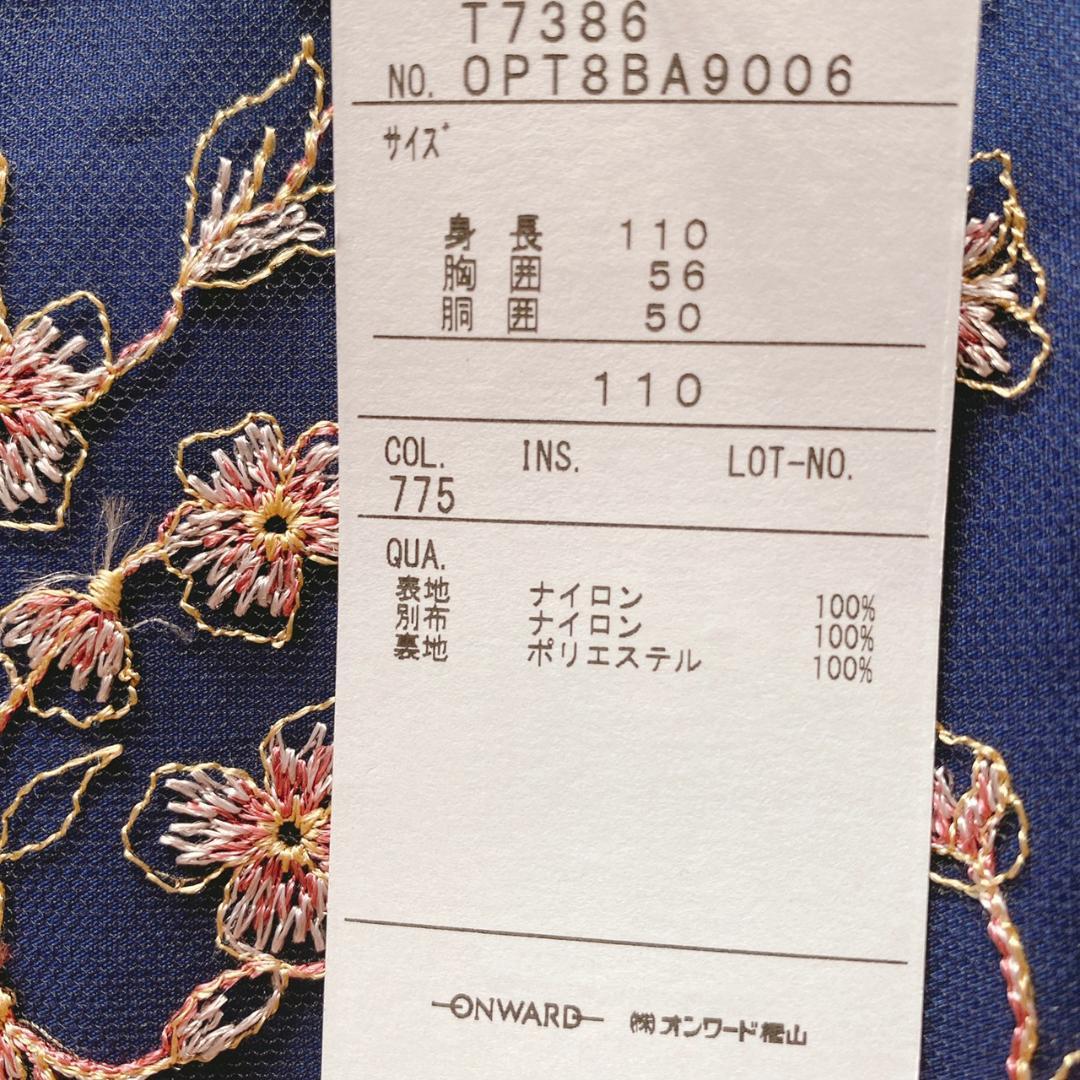 T7386
NO. OPT8BA9006
サイズ
身 長 110
胸 囲 56
胴 囲 50
110
COL. INS. LOT-NO.
775
QUA.
表地 ナイロン 100%
別布 ナイロン 100%
裏地 ポリエステル 100%
ONWARD ㈱オンワード樫山